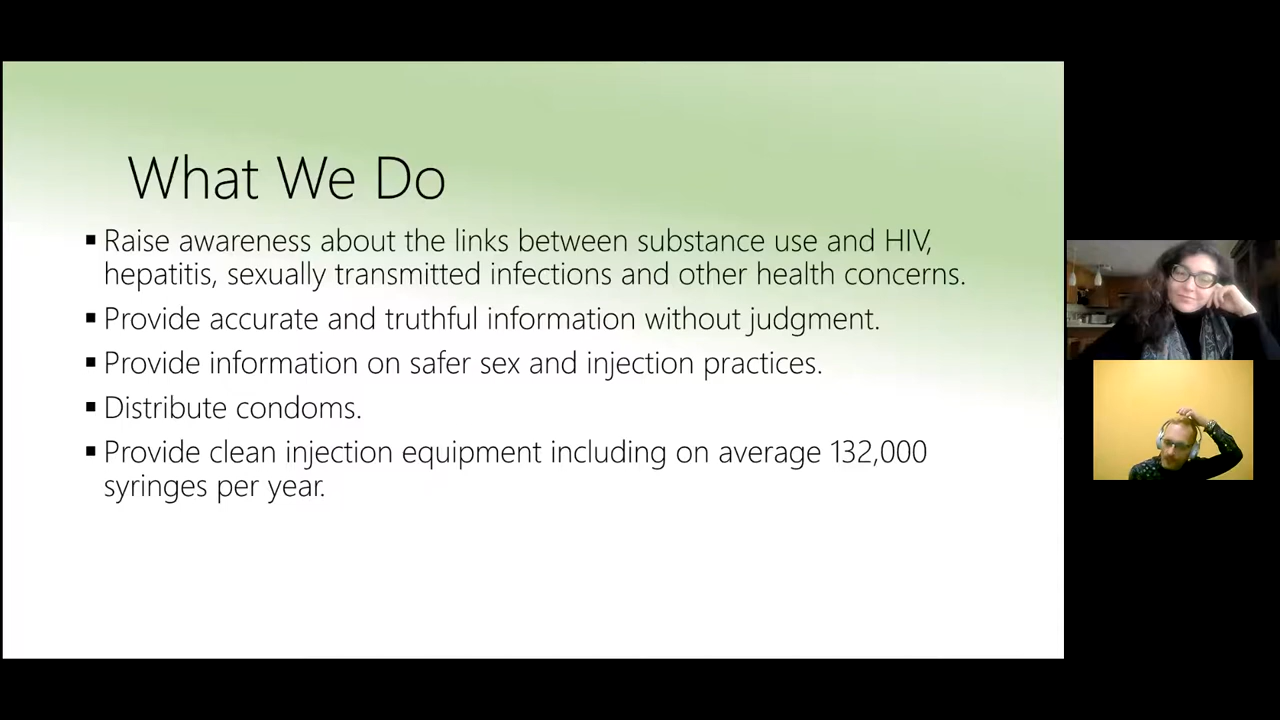 What We Do
▪ Raise awareness about the links between substance use and HIV,
hepatitis, sexually transmitted infections and other health concerns.
▪ Provide accurate and truthful information without judgment.
▪ Provide information on safer sex and injection practices.
▪ Distribute condoms.
▪ Provide clean injection equipment including on average 132,000
syringes per year.